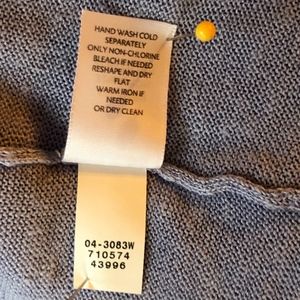 HAND WASH COLD
SEPARATELY
ONLY NON-CHLORINE
BLEACH IF NEEDED
RESHAPE AND DRY
FLAT
WARM IRON IF
NEEDED
OR DRY CLEAN
04-3083W
710574
43996